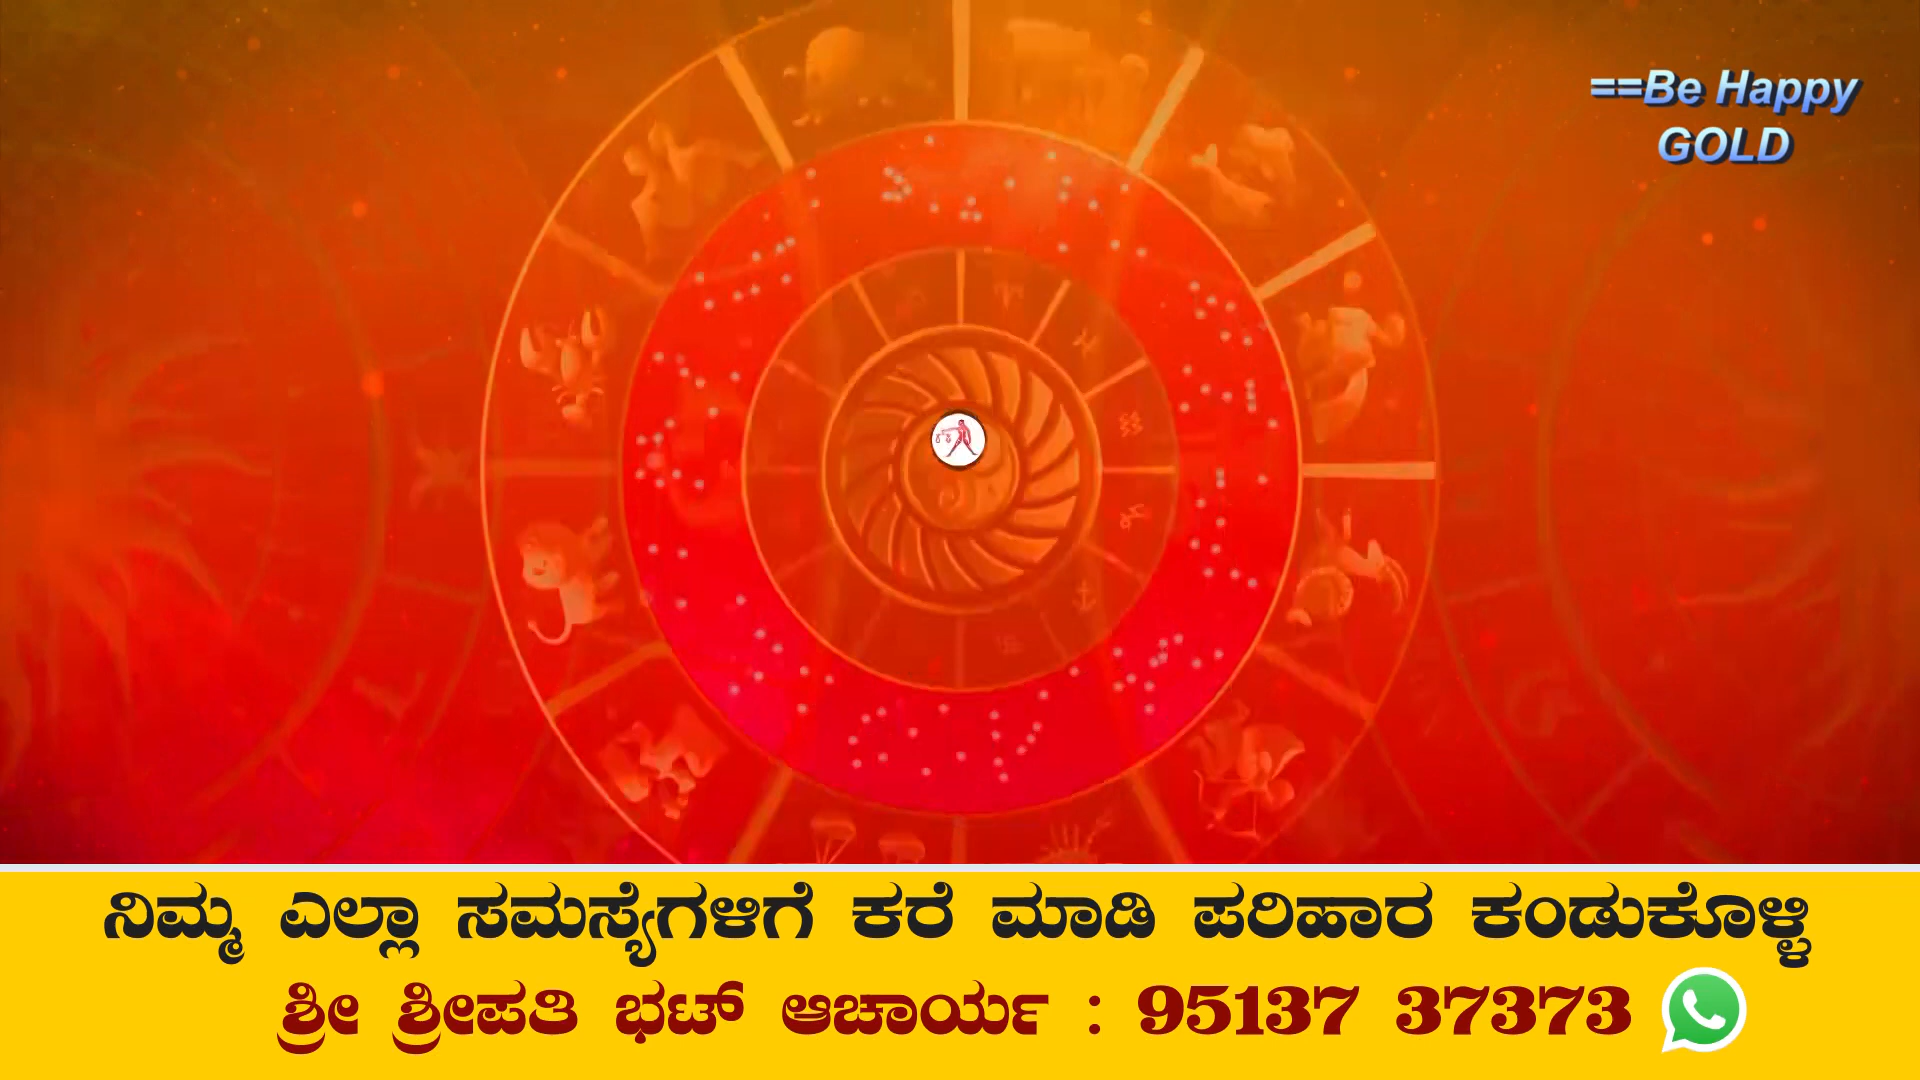 ==Be Happy
GOLD
ನಿಮ್ಮ ಎಲ್ಲಾ ಸಮಸ್ಯೆಗಳಿಗೆ ಕರೆ ಮಾಡಿ ಪರಿಹಾರ ಕಂಡುಕೊಳ್ಳಿ
ಶ್ರೀ ಶ್ರೀಪತಿ ಭಟ್ ಆಚಾರ್ಯ : 95137 37373